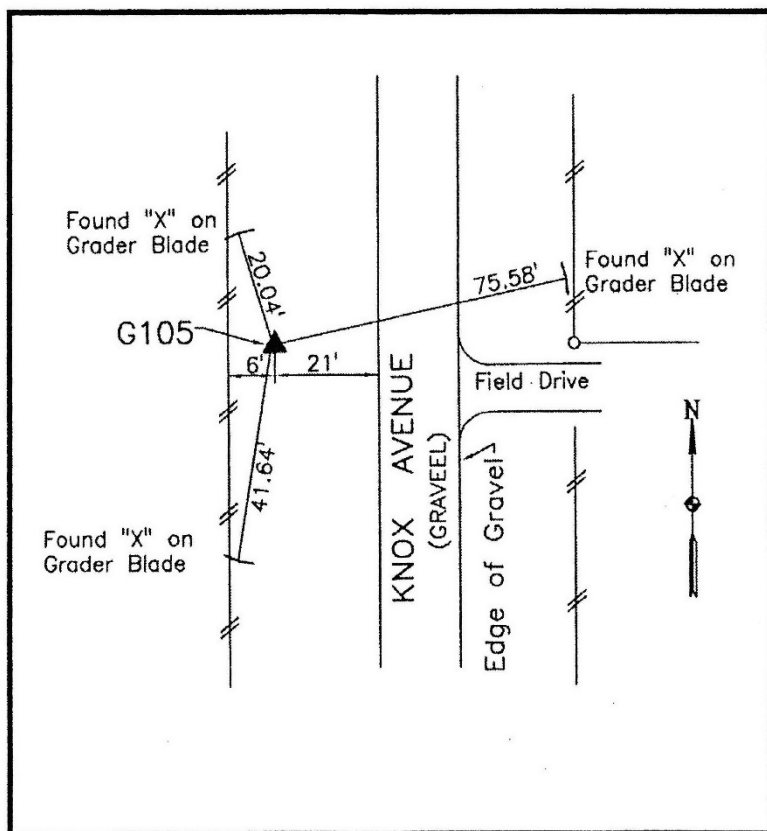 Found "X" on
Grader Blade
20.04'
75.58'
Found "X" on
Grader Blade
G105
6'
21'
Field Drive
N
41.64'
KNOX AVENUE
(GRAVEEL)
Edge of Gravel
Found "X" on
Grader Blade